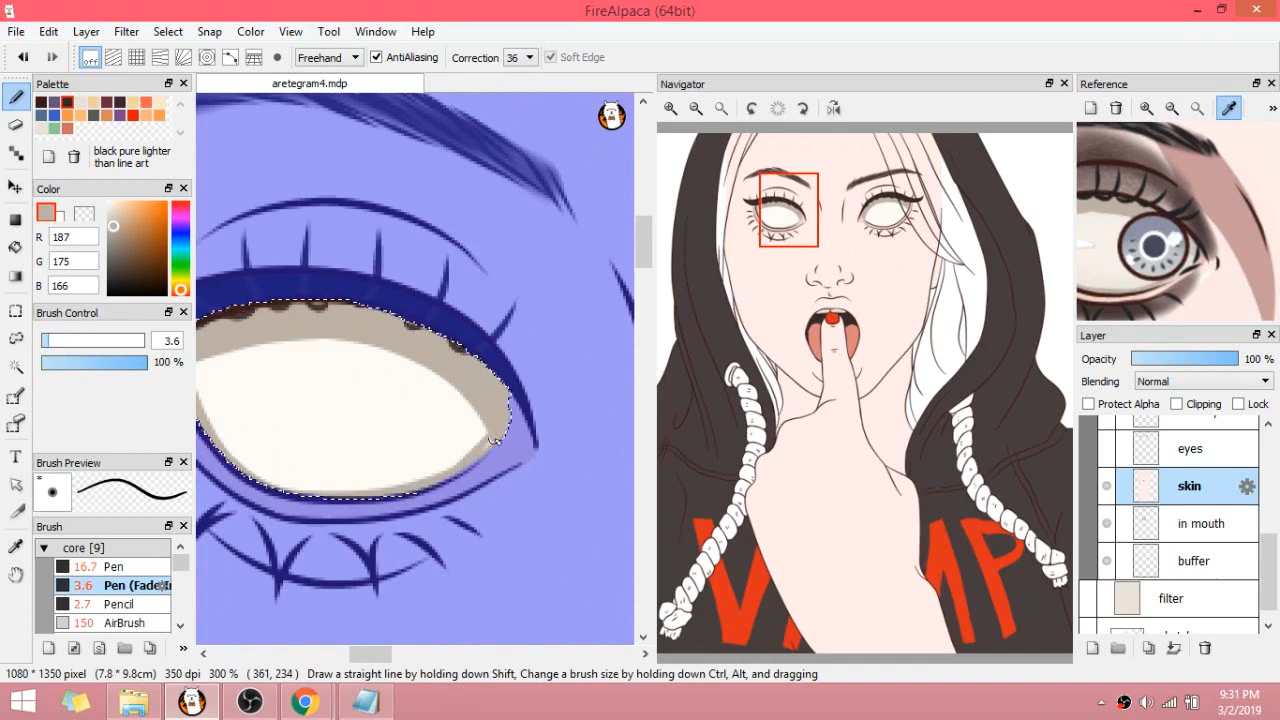 FireAlpaca (64bit)
File Edit Layer Filter Select Snap Color View Tool Window Help
off Freehand AntiAliasing Correction 36 Soft Edge
Palette
black pure lighter
than line art
Color
R 187
G 175
B 166
Brush Control
3.6
100 %
Brush Preview
*
Brush
core [9]
16.7 Pen
3.6 Pen (Fade
2.7 Pencil
150 AirBrush
aretegram4.mdp
Navigator
Reference
Layer
Opacity 100 %
Blending Normal
Protect Alpha Clipping Lock
eyes
skin
in mouth
buffer
filter
1080 * 1350 pixel (7.8 * 9.8cm) 350 dpi 300 % ( 361, 234 ) Draw a straight line by holding down Shift, Change a brush size by holding down Ctrl, Alt, and dragging
9:31 PM
3/2/2019